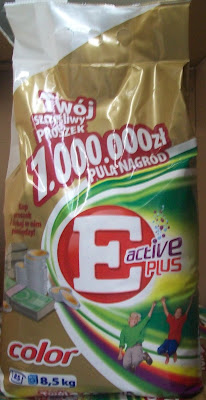 Twój
szczęśliwy
PROSZEK
1.000.000zł
PULA NAGRÓD
E active
PLUS
color
8,5 kg